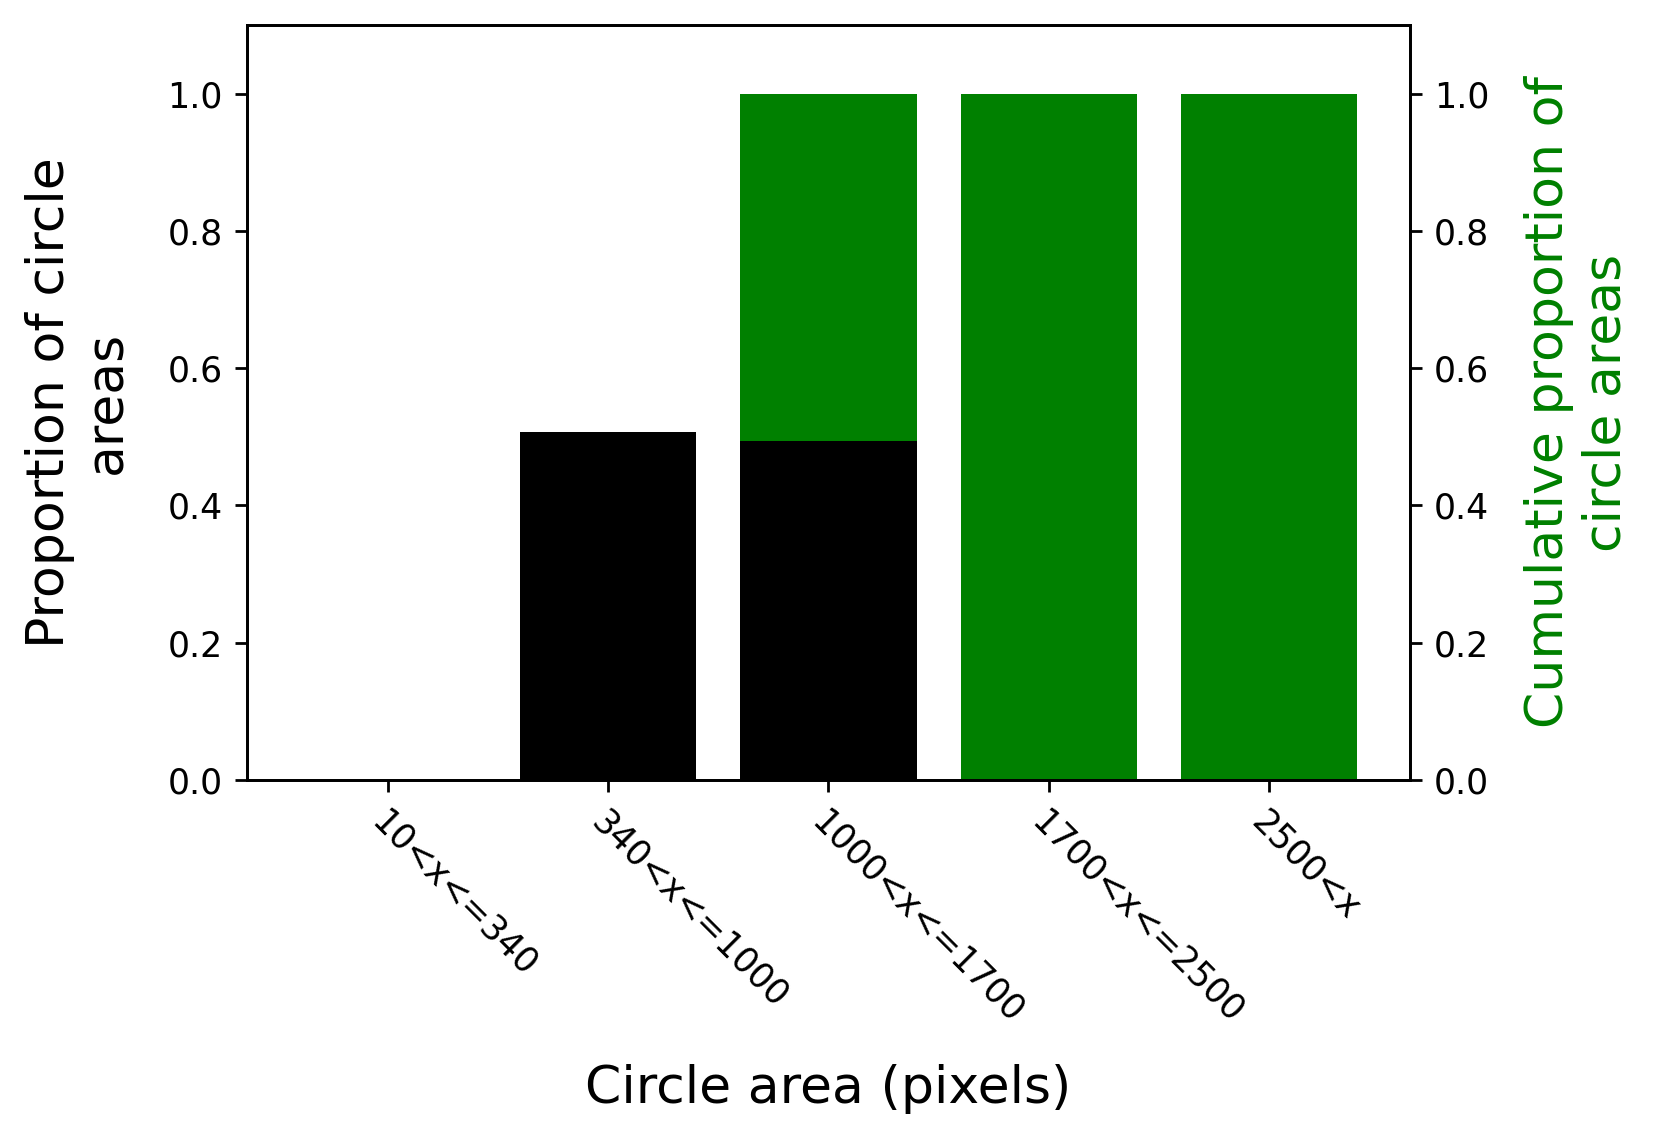 Proportion of circle
areas
1.0
0.8
0.6
0.4
0.2
0.0
1.0
0.8
0.6
0.4
0.2
0.0
Cumulative proportion of
circle areas
10<x<=340
340<x<=1000
1000<x<=1700
1700<x<=2500
2500<x
Circle area (pixels)